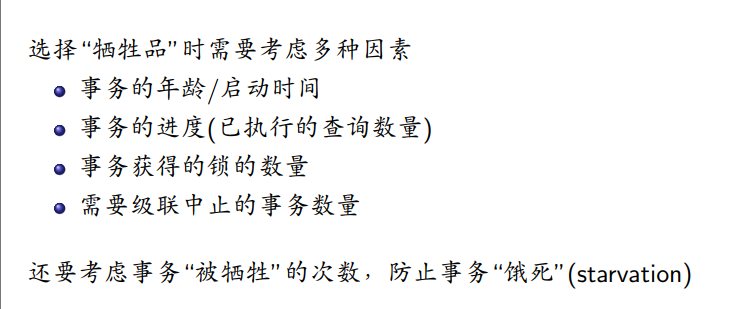 选择“牺牲品”时需要考虑多种因素
事务的年龄/启动时间
事务的进度(已执行的查询数量)
事务获得的锁的数量
需要级联中止的事务数量
还要考虑事务“被牺牲”的次数，防止事务“饿死”(starvation)